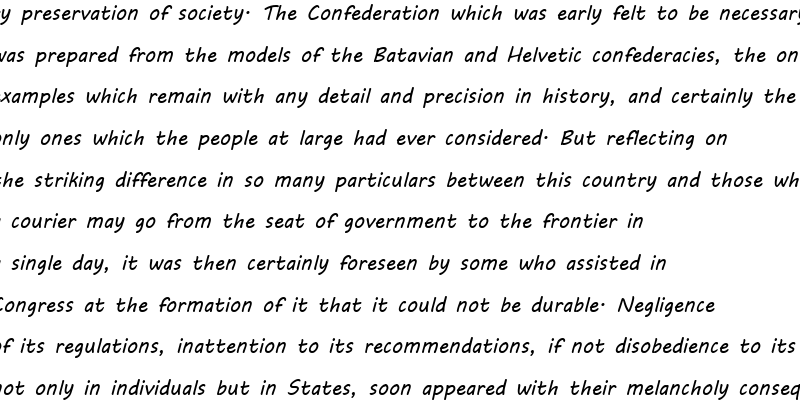 preservation of society. The Confederation which was early felt to be necessary
was prepared from the models of the Batavian and Helvetic confederacies, the on
examples which remain with any detail and precision in history, and certainly the
only ones which the people at large had ever considered. But reflecting on
the striking difference in so many particulars between this country and those wh
courier may go from the seat of government to the frontier in
single day, it was then certainly foreseen by some who assisted in
Congress at the formation of it that it could not be durable. Negligence
of its regulations, inattention to its recommendations, if not disobedience to its
not only in individuals but in States, soon appeared with their melancholy conseq